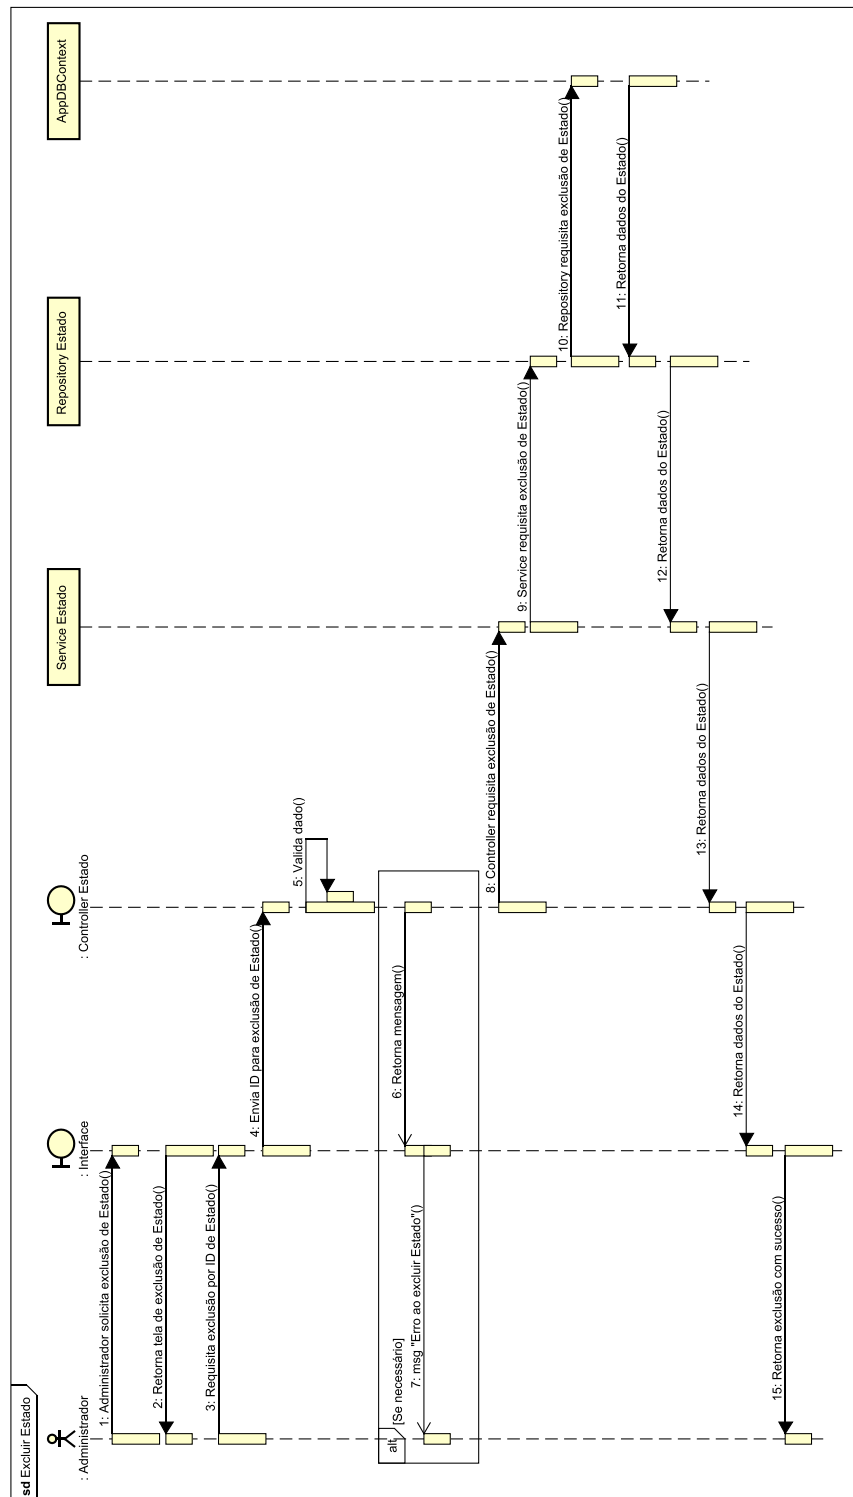 sd Excluir Estado
: Administrador
: Interface
: Controller Estado
Service Estado
Repository Estado
AppDBContext
1: Administrador solicita exclusão de Estado()
2: Retorna tela de exclusão de Estado()
3: Requisita exclusão por ID de Estado()
4: Envia ID para exclusão de Estado()
5: Valida dado()
alt
[Se necessário]
6: Retorna mensagem()
7: msg "Erro ao excluir Estado"()
8: Controller requisita exclusão de Estado()
9: Service requisita exclusão de Estado()
10: Repository requisita exclusão de Estado()
11: Retorna dados do Estado()
12: Retorna dados do Estado()
13: Retorna dados do Estado()
14: Retorna dados do Estado()
15: Retorna exclusão com sucesso()